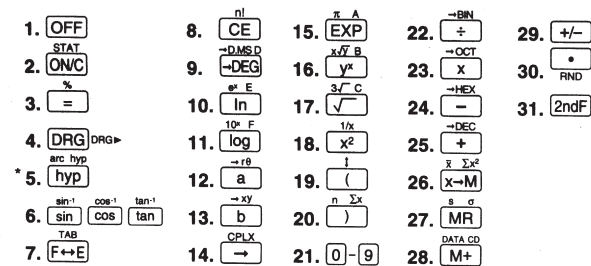 1. OFF
STAT
2. ON/C
%
3. =
4. DRG DRG▸
arc hyp
* 5. hyp
sin⁻¹ cos⁻¹ tan⁻¹
6. sin cos tan
TAB
7. F↔E
n!
8. CE
→D.MS D
9. →DEG
eˣ E
10. ln
10ˣ F
11. log
→rθ
12. a
→xy
13. b
CPLX
14. →
π A
15. EXP
x√y B
16. yˣ
3√ C
17. √
1/x
18. x²
↕
19. (
n Σx
20. )
21. 0 - 9
→BIN
22. ÷
→OCT
23. x
→HEX
24. −
→DEC
25. +
x̄ Σx²
26. x→M
s σ
27. MR
DATA CD
28. M+
29. +/−
30. •
RND
31. 2ndF